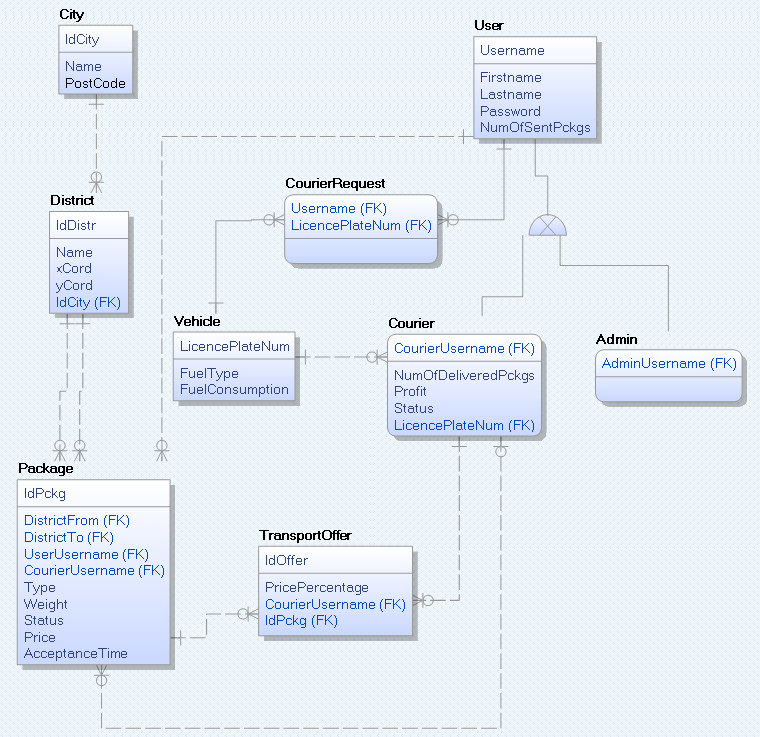 City
IdCity
Name
PostCode
User
Username
Firstname
Lastname
Password
NumOfSentPckgs
CourierRequest
Username (FK)
LicencePlateNum (FK)
District
IdDistr
Name
xCord
yCord
IdCity (FK)
Vehicle
LicencePlateNum
FuelType
FuelConsumption
Courier
CourierUsername (FK)
NumOfDeliveredPckgs
Profit
Status
LicencePlateNum (FK)
Admin
AdminUsername (FK)
Package
IdPckg
DistrictFrom (FK)
DistrictTo (FK)
UserUsername (FK)
CourierUsername (FK)
Type
Weight
Status
Price
AcceptanceTime
TransportOffer
IdOffer
PricePercentage
CourierUsername (FK)
IdPckg (FK)